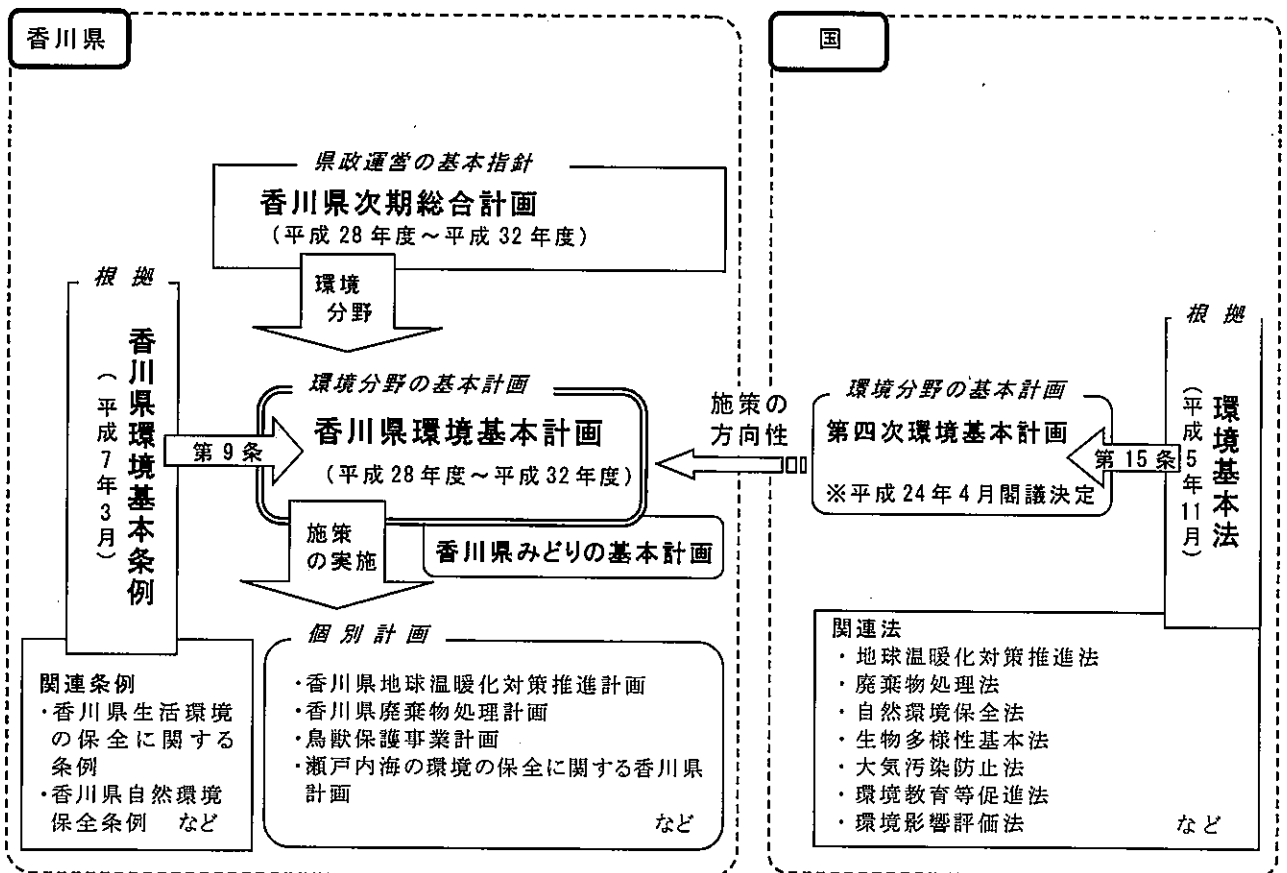 香川県
県政運営の基本指針
香川県次期総合計画
（平成 28 年度～平成 32 年度）
環境
分野
根 拠
香川県環境基本条例
（平成7年3月）
第 9 条
環境分野の基本計画
香川県環境基本計画
（平成 28 年度～平成 32 年度）
施策
の実施
香川県みどりの基本計画
関連条例
・香川県生活環境
の保全に関する
条例
・香川県自然環境
保全条例 など
個別計画
・香川県地球温暖化対策推進計画
・香川県廃棄物処理計画
・鳥獣保護事業計画
・瀬戸内海の環境の保全に関する香川県
計画
など
施策の
方向性
国
環境分野の基本計画
第四次環境基本計画
※平成 24 年 4 月閣議決定
第 15 条
根 拠
環境基本法
（平成5年11月）
関連法
・地球温暖化対策推進法
・廃棄物処理法
・自然環境保全法
・生物多様性基本法
・大気汚染防止法
・環境教育等促進法
・環境影響評価法 など